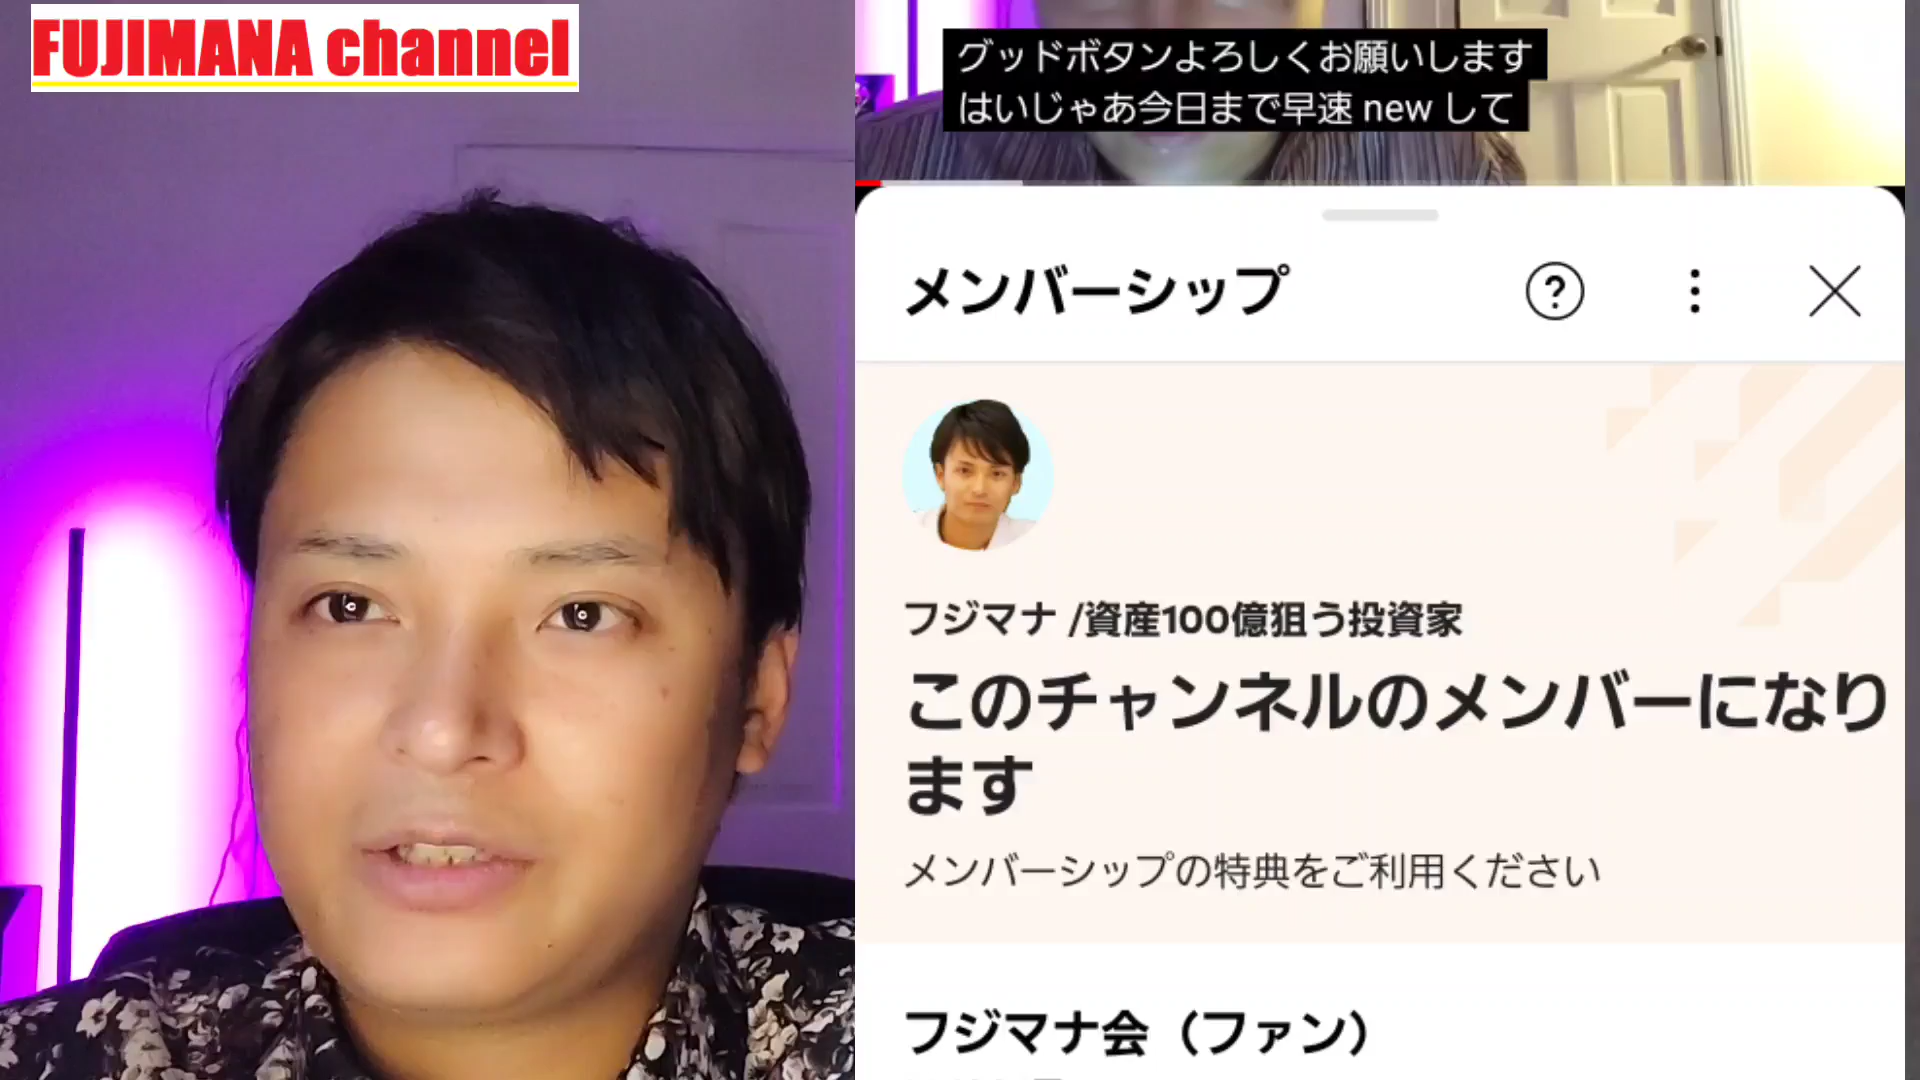 FUJIMANA channel
グッドボタンよろしくお願いします
はいじゃあ今日まで早速 new して
メンバーシップ
フジマナ /資産100億狙う投資家
このチャンネルのメンバーになり
ます
メンバーシップの特典をご利用ください
フジマナ会（ファン）